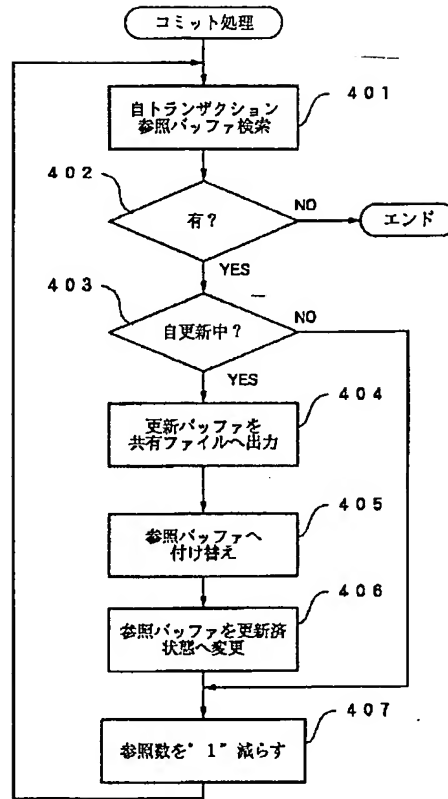 コミット処理
自トランザクション
参照バッファ検索
401
402
有?
NO
エンド
YES
403
自更新中?
NO
YES
更新バッファを
共有ファイルへ出力
404
参照バッファへ
付け替え
405
参照バッファを更新済
状態へ変更
406
参照数を"1"減らす
407